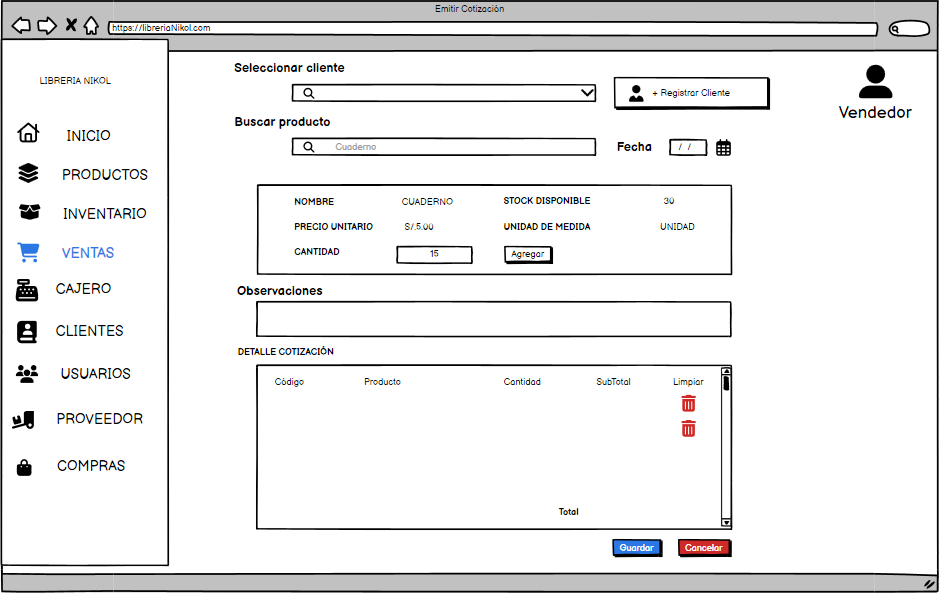 Emitir Cotización
https://libreriaNikol.com
LIBRERIA NIKOL
INICIO
PRODUCTOS
INVENTARIO
VENTAS
CAJERO
CLIENTES
USUARIOS
PROVEEDOR
COMPRAS
Seleccionar cliente
+ Registrar Cliente
Vendedor
Buscar producto
Cuaderno
Fecha / /
NOMBRE CUADERNO STOCK DISPONIBLE 30
PRECIO UNITARIO S/.5.00 UNIDAD DE MEDIDA UNIDAD
CANTIDAD 15 Agregar
Observaciones
DETALLE COTIZACIÓN
Código Producto Cantidad SubTotal Limpiar
Total
Guardar Cancelar